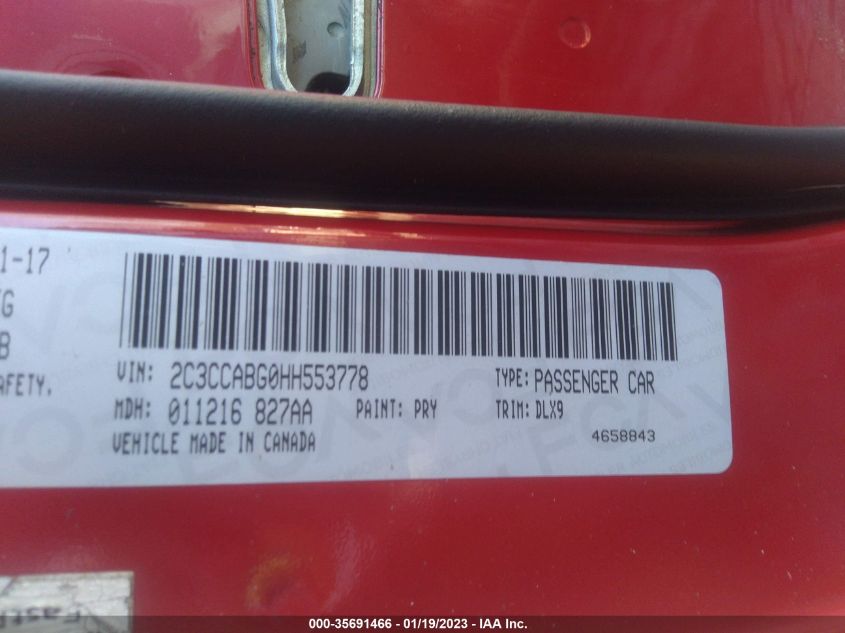 1-17
G
B
AFETY.
VIN: 2C3CCABG0HH553778
TYPE: PASSENGER CAR
MDH: 011216 827AA
PAINT: PRY
TRIM: DLX9
VEHICLE MADE IN CANADA
4658843
000-35691466 - 01/19/2023 - IAA Inc.